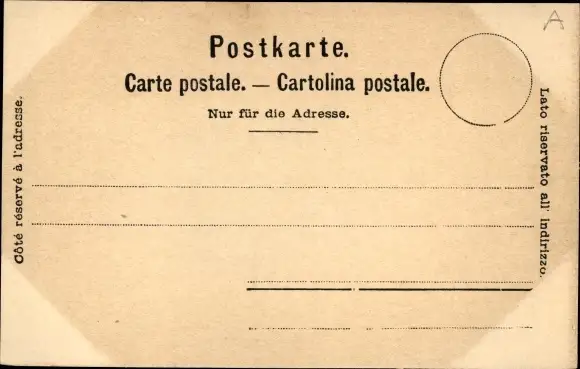 A
Postkarte.
Carte postale. — Cartolina postale.
Nur für die Adresse.
Côté réservé à l'adresse.
Lato riservato all' indirizzo.